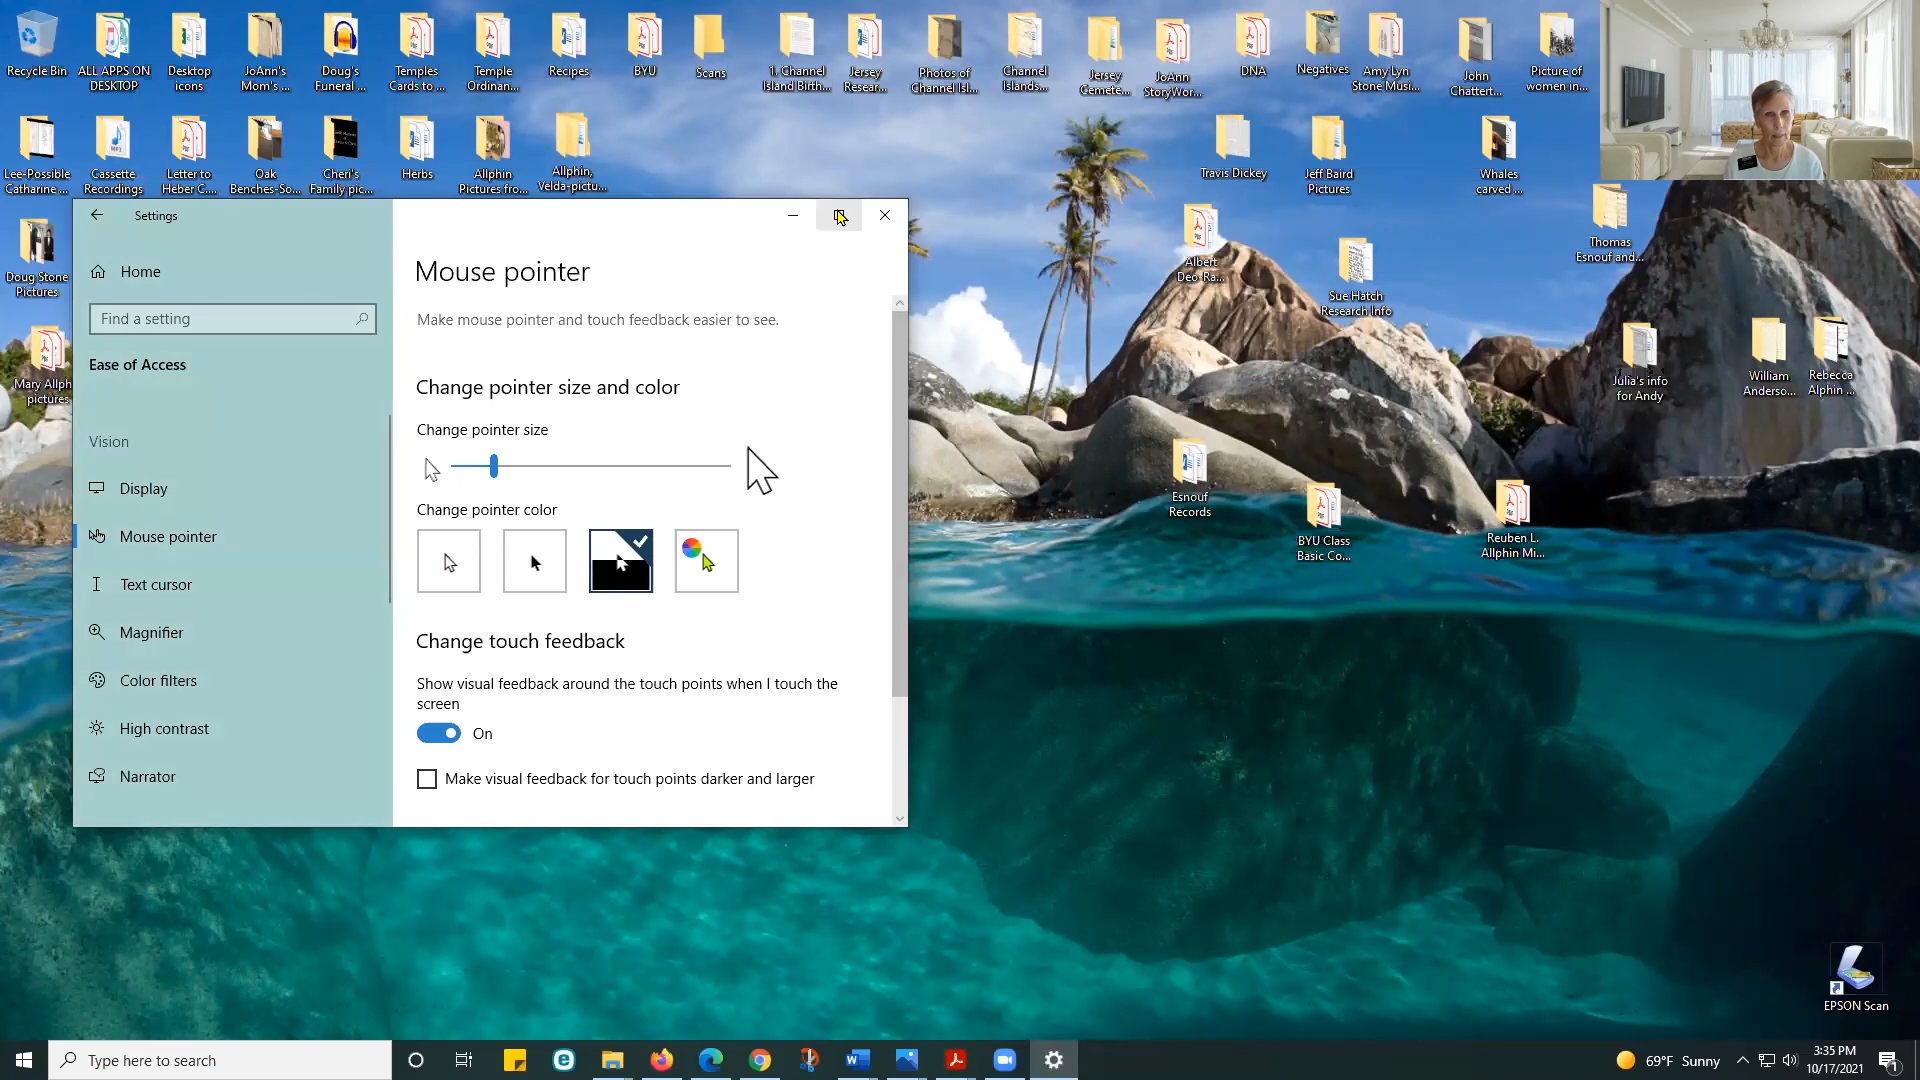 Recycle Bin
ALL APPS ON
DESKTOP
Desktop
icons
JoAnn's
Mom's ...
Doug's
Funeral ...
Temples
Cards to ...
Temple
Ordinan...
Recipes
BYU
Scans
1. Channel
Island Birth...
Jersey
Resear...
Photos of
Channel Isl...
Channel
Islands...
Jersey
Cemete...
JoAnn
StoryWor...
DNA
Negatives
Amy Lyn
Stone Musi...
John
Chattert...
Picture of
women in...
Lee-Possible
Catharine ...
Cassette
Recordings
Letter to
Heber C....
Oak
Benches-So...
Cheri's
Family pic...
Herbs
Allphin
Pictures fro...
Allphin,
Velda-pictu...
Travis Dickey
Jeff Baird
Pictures
Whales
carved ...
Doug Stone
Pictures
Mary Allph
pictures
Thomas
Esnouf and...
Albert
Deo-Ra...
Sue Hatch
Research Info
Julia's info
for Andy
William
Anderso...
Rebecca
Alphin ...
Esnouf
Records
BYU Class
Basic Co...
Reuben L.
Allphin Mi...
EPSON Scan
Settings
Home
Find a setting
Ease of Access
Vision
Display
Mouse pointer
Text cursor
Magnifier
Color filters
High contrast
Narrator
Mouse pointer
Make mouse pointer and touch feedback easier to see.
Change pointer size and color
Change pointer size
Change pointer color
Change touch feedback
Show visual feedback around the touch points when I touch the
screen
On
Make visual feedback for touch points darker and larger
Type here to search
69°F Sunny
3:35 PM
10/17/2021
1